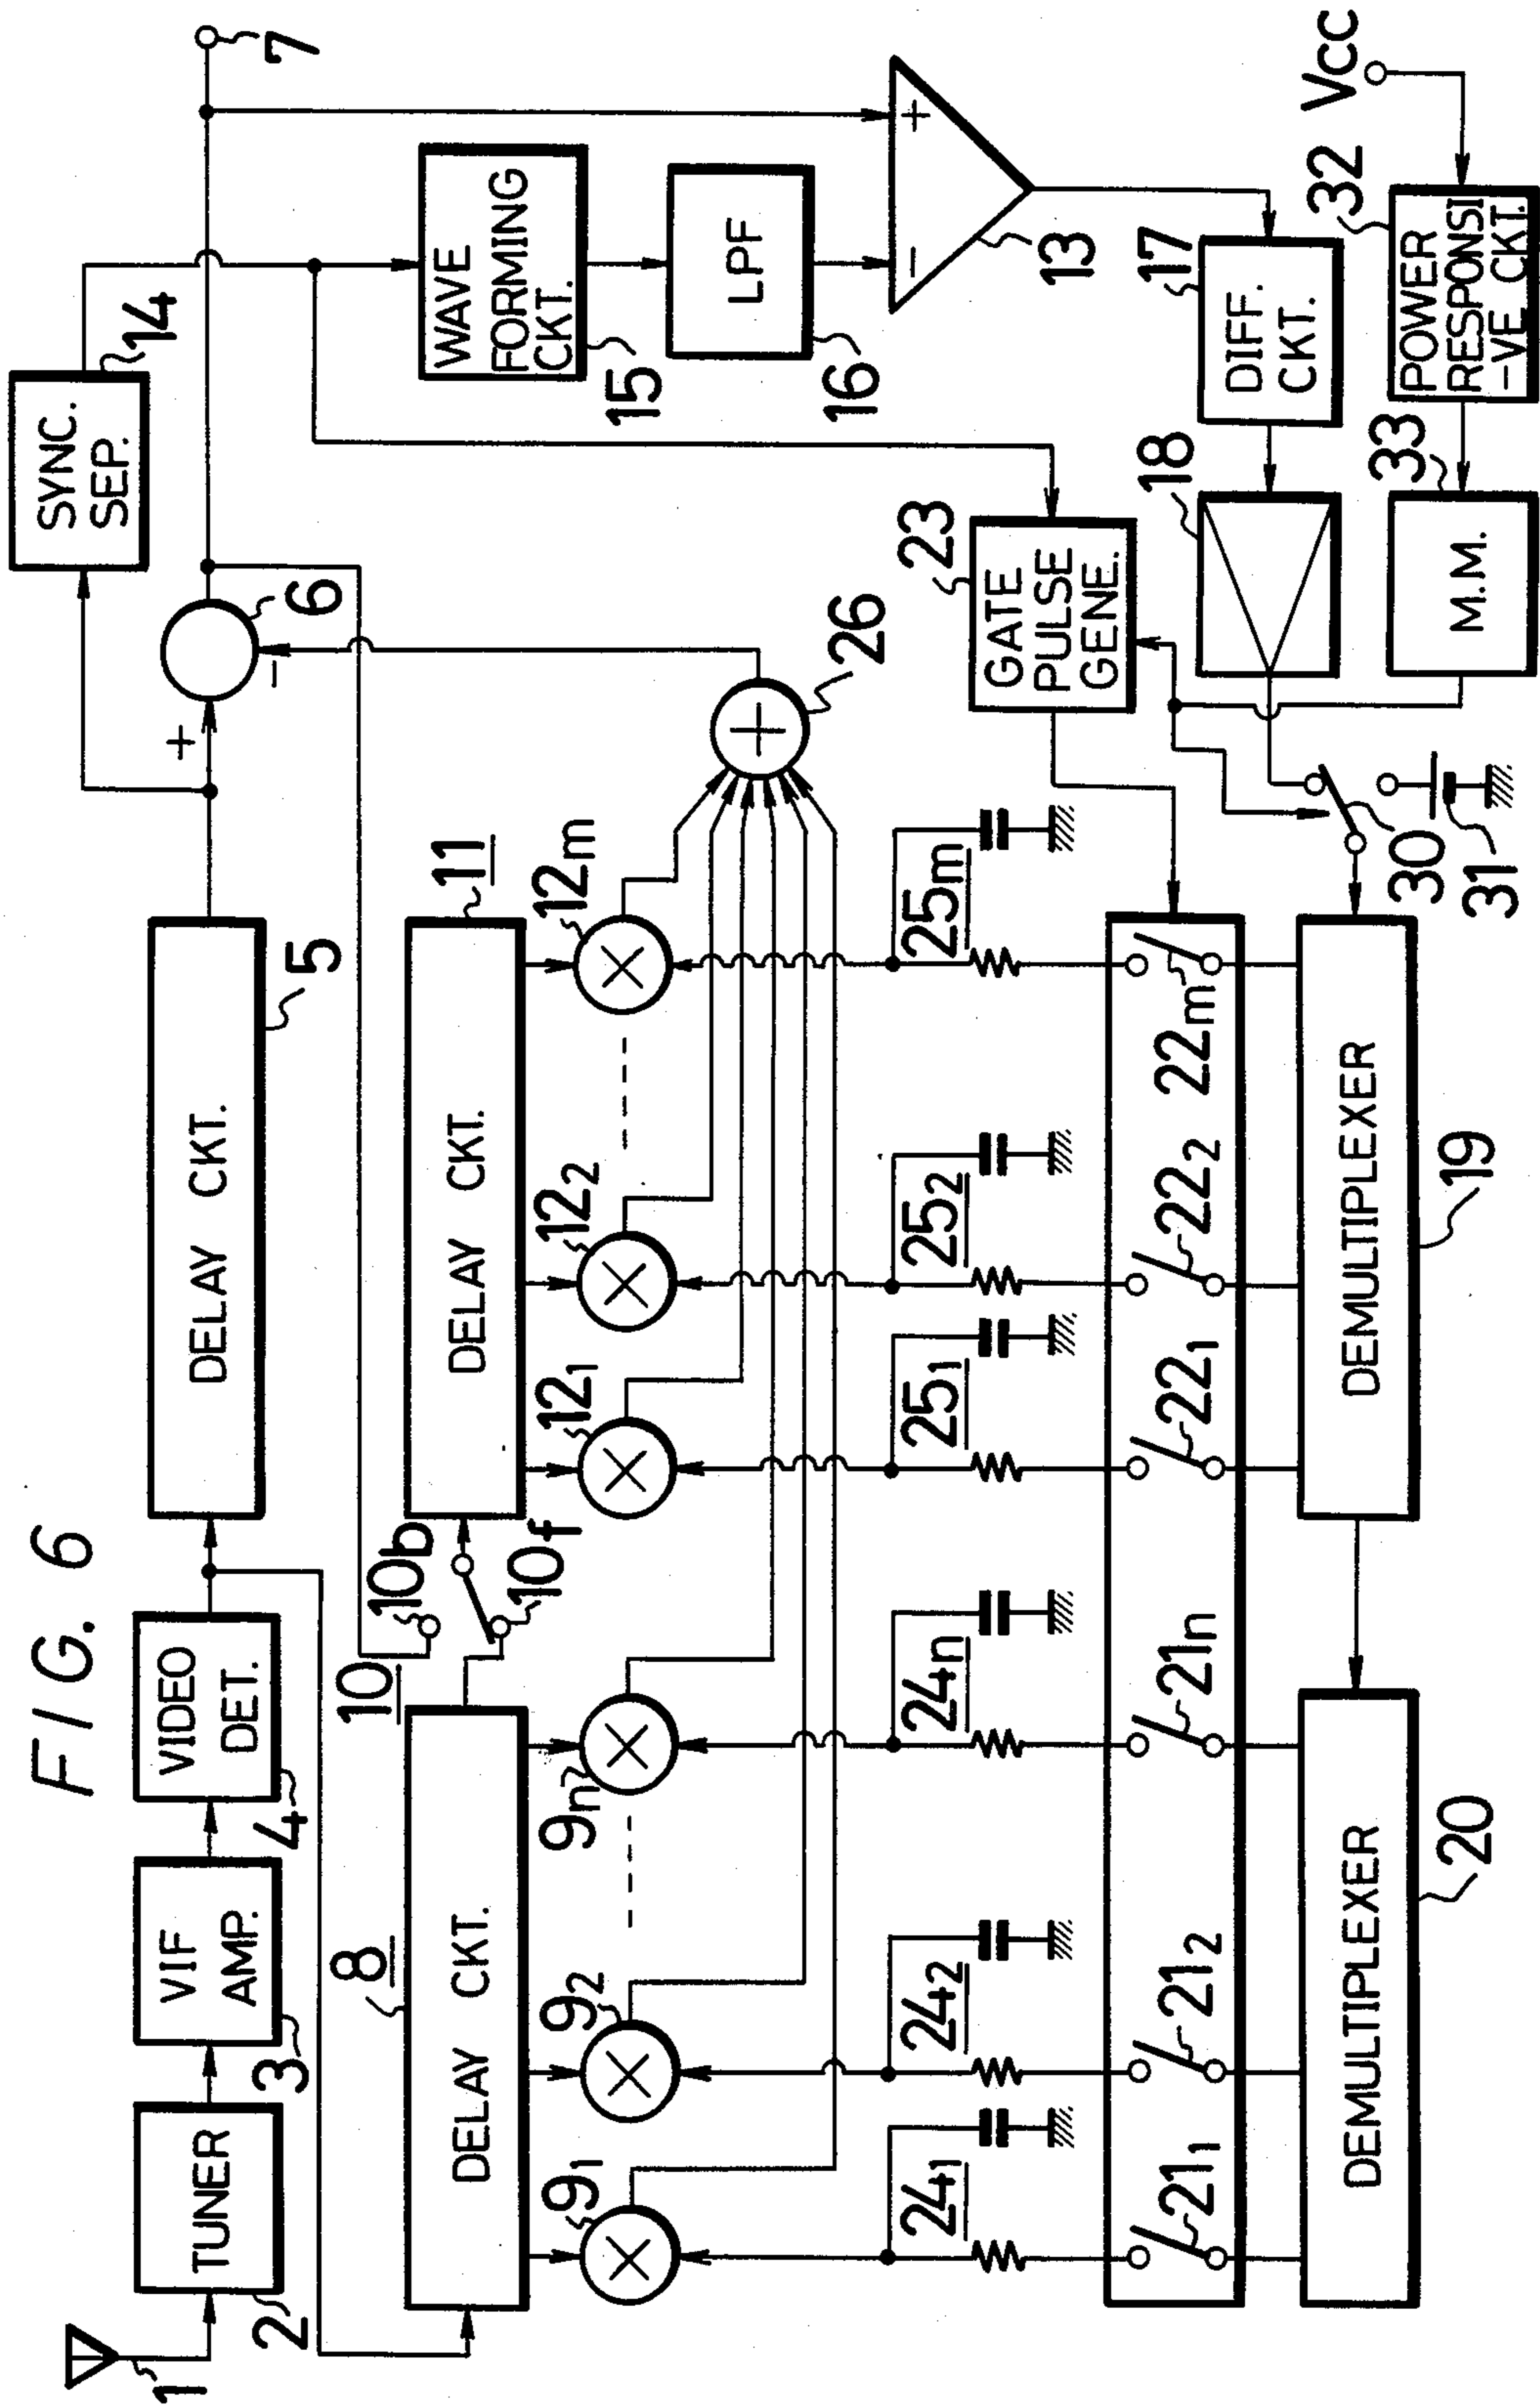 FIG. 6
1
TUNER
2
VIF
AMP.
3
VIDEO
DET.
4
DELAY CKT.
5
+
−
6
SYNC.
SEP.
14
7
8
DELAY CKT.
10
10b
10f
DELAY CKT.
11
9₁
9₂
9n
12₁
12₂
12m
26
WAVE
FORMING
CKT.
15
LPF
16
−
+
13
24₁
24₂
24n
25₁
25₂
25m
GATE
PULSE
GENE.
23
DIFF.
CKT.
17
18
21₁
21₂
21n
22₁
22₂
22m
DEMULTIPLEXER
20
DEMULTIPLEXER
19
30
31
M.M.
33
POWER
RESPONSI
-VE CKT.
32
Vcc